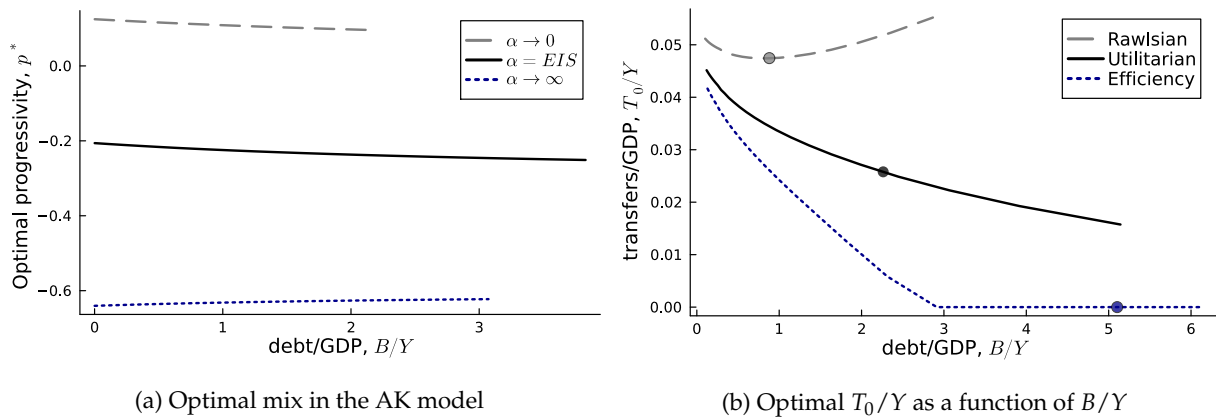 Optimal progressivity, p*
0.0
−0.2
−0.4
−0.6
0
1
2
3
debt/GDP, B/Y
α → 0
α = EIS
α → ∞
(a) Optimal mix in the AK model
transfers/GDP, T₀/Y
0.05
0.04
0.03
0.02
0.01
0.00
0
1
2
3
4
5
6
debt/GDP, B/Y
Rawlsian
Utilitarian
Efficiency
(b) Optimal T₀/Y as a function of B/Y